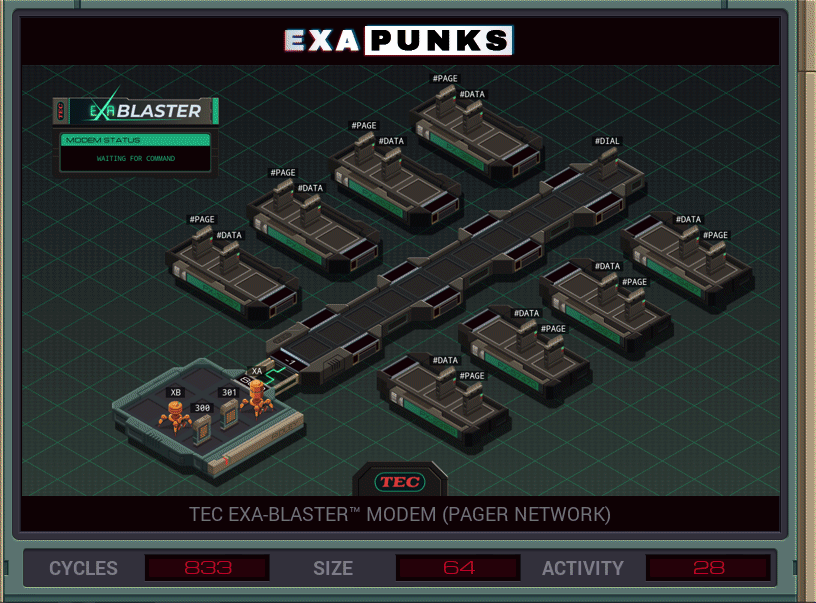 EXAPUNKS
TEC EXABLASTER
MODEM STATUS
WAITING FOR COMMAND
#PAGE
#DATA
#PAGE
#DATA
#DIAL
#PAGE
#DATA
#PAGE
#DATA
#DATA
#PAGE
#DATA
#PAGE
#DATA
#PAGE
#DATA
#PAGE
XA
-1
XB
300
301
TEC
TEC EXA-BLASTER™ MODEM (PAGER NETWORK)
CYCLES 833 SIZE 64 ACTIVITY 28